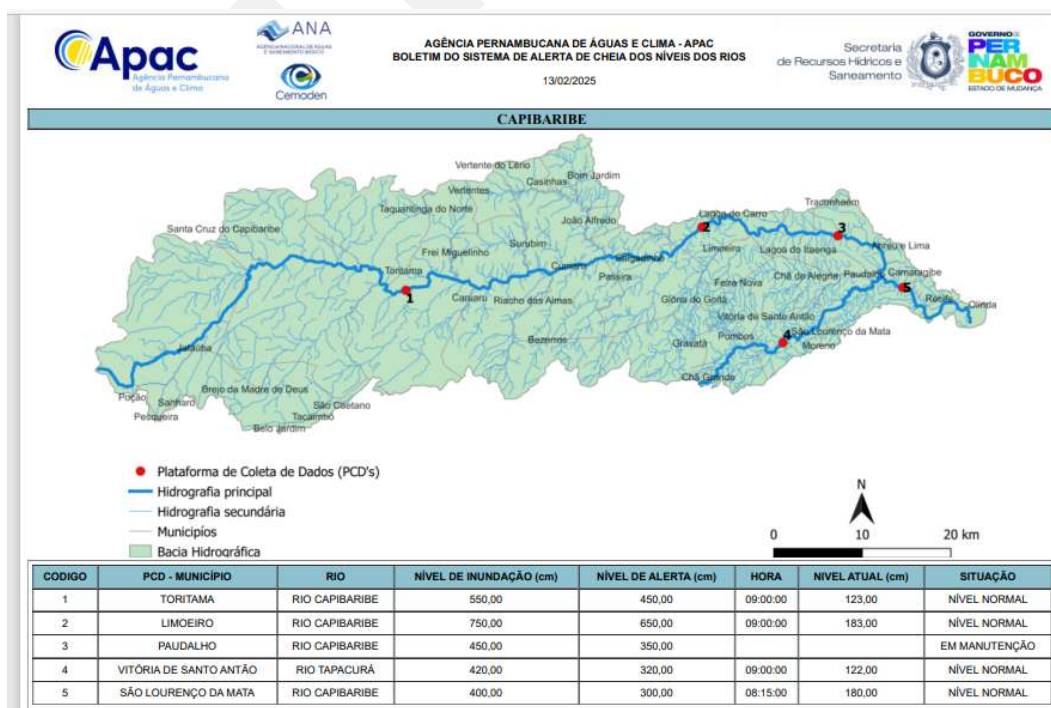 Apac
Agência Pernambucana
de Águas e Clima
ANA
AGÊNCIA NACIONAL DE ÁGUAS
E SANEAMENTO BÁSICO
Cemaden
AGÊNCIA PERNAMBUCANA DE ÁGUAS E CLIMA - APAC
BOLETIM DO SISTEMA DE ALERTA DE CHEIA DOS NÍVEIS DOS RIOS
13/02/2025
Secretaria
de Recursos Hídricos e
Saneamento
GOVERNO DE
PER
NAM
BUCO
ESTADO DE MUDANÇA
CAPIBARIBE
Vertente do Lério
Bom Jardim
Casinhas
Vertentes
Taquaritinga do Norte
João Alfredo
Lagoa do Carro
Tracunhaém
2
3
Santa Cruz do Capibaribe
Frei Miguelinho
Surubim
Limoeiro
Lagoa do Itaenga
Abreu e Lima
Salgadinho
Toritama
Cumaru
Passira
Feira Nova
Chã de Alegria
Paudalho
Camaragibe
1
Caruaru
Riacho das Almas
Glória do Goitá
5
Recife
Olinda
Vitória de Santo Antão
Bezerros
Gravatá
Pombos
4
São Lourenço da Mata
Moreno
Jataúba
Chã Grande
Poção
Sanharó
Brejo da Madre de Deus
São Caetano
Pesqueira
Tacaimbó
Belo Jardim
Plataforma de Coleta de Dados (PCD's)
Hidrografia principal
Hidrografia secundária
Municipíos
Bacia Hidrográfica
N
0 10 20 km
CODIGO PCD - MUNICÍPIO RIO NÍVEL DE INUNDAÇÃO (cm) NÍVEL DE ALERTA (cm) HORA NIVEL ATUAL (cm) SITUAÇÃO
1 TORITAMA RIO CAPIBARIBE 550,00 450,00 09:00:00 123,00 NÍVEL NORMAL
2 LIMOEIRO RIO CAPIBARIBE 750,00 650,00 09:00:00 183,00 NÍVEL NORMAL
3 PAUDALHO RIO CAPIBARIBE 450,00 350,00 EM MANUTENÇÃO
4 VITÓRIA DE SANTO ANTÃO RIO TAPACURÁ 420,00 320,00 09:00:00 122,00 NÍVEL NORMAL
5 SÃO LOURENÇO DA MATA RIO CAPIBARIBE 400,00 300,00 08:15:00 180,00 NÍVEL NORMAL